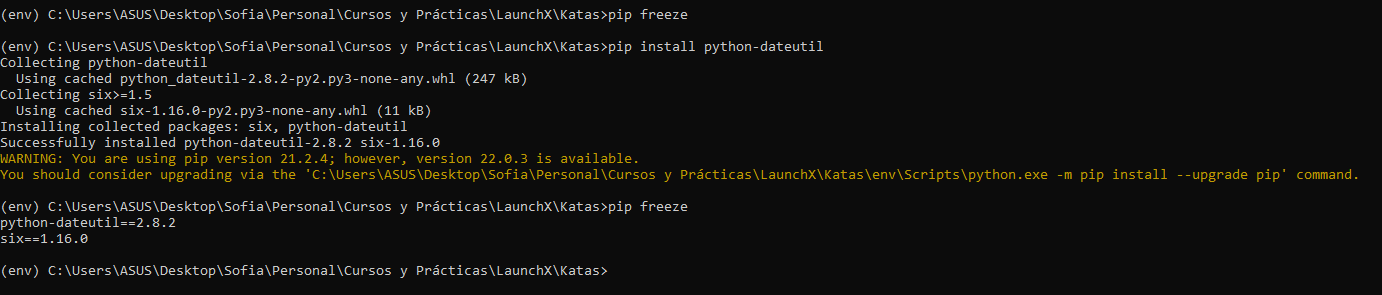 (env) C:\Users\ASUS\Desktop\Sofia\Personal\Cursos y Prácticas\LaunchX\Katas>pip freeze
(env) C:\Users\ASUS\Desktop\Sofia\Personal\Cursos y Prácticas\LaunchX\Katas>pip install python-dateutil
Collecting python-dateutil
  Using cached python_dateutil-2.8.2-py2.py3-none-any.whl (247 kB)
Collecting six>=1.5
  Using cached six-1.16.0-py2.py3-none-any.whl (11 kB)
Installing collected packages: six, python-dateutil
Successfully installed python-dateutil-2.8.2 six-1.16.0
WARNING: You are using pip version 21.2.4; however, version 22.0.3 is available.
You should consider upgrading via the 'C:\Users\ASUS\Desktop\Sofia\Personal\Cursos y Prácticas\LaunchX\Katas\env\Scripts\python.exe -m pip install --upgrade pip' command.
(env) C:\Users\ASUS\Desktop\Sofia\Personal\Cursos y Prácticas\LaunchX\Katas>pip freeze
python-dateutil==2.8.2
six==1.16.0
(env) C:\Users\ASUS\Desktop\Sofia\Personal\Cursos y Prácticas\LaunchX\Katas>